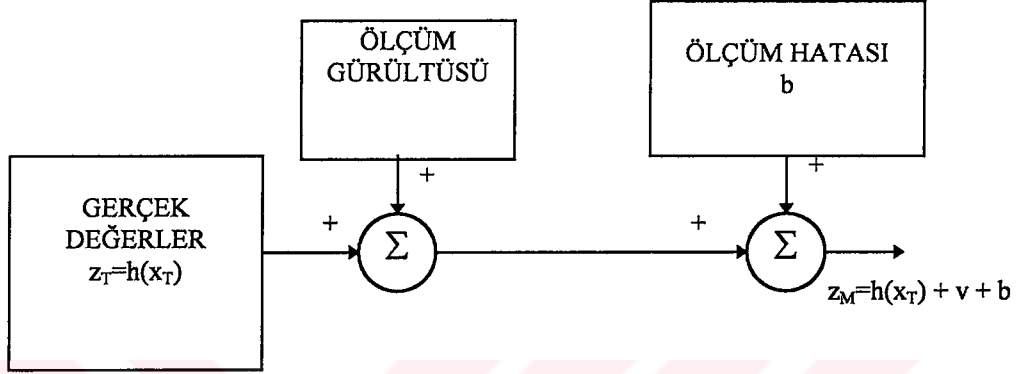 ÖLÇÜM
GÜRÜLTÜSÜ
ÖLÇÜM HATASI
b
+
+
GERÇEK
DEĞERLER
z_T=h(x_T)
+
Σ
+
Σ
z_M=h(x_T) + v + b